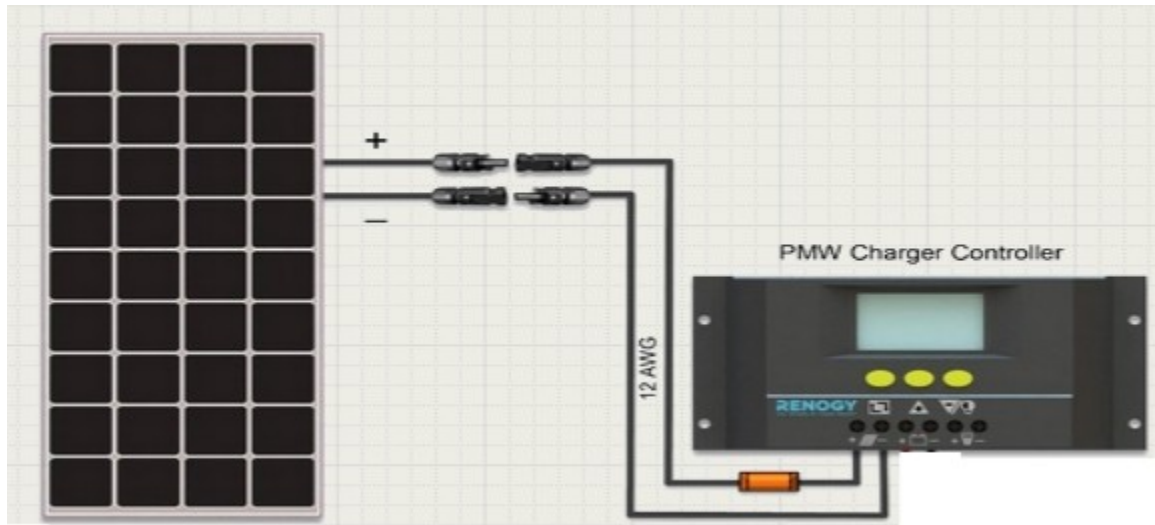 +
−
PMW Charger Controller
12 AWG
RENOGY
+ − + − + −